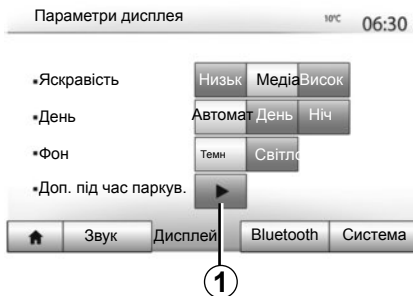 Параметри дисплея 10°C 06:30
▪Яскравість Низьк Медіа Висок
▪День Автомат День Ніч
▪Фон Темн Світло
▪Доп. під час паркув.
Звук Дисплей Bluetooth Система
1